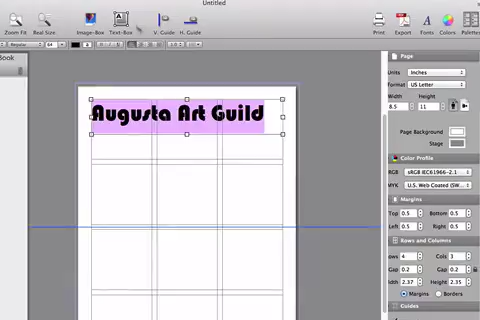 Untitled
Zoom Fit Real Size Image-Box Text-Box V. Guide H. Guide Print Export Fonts Colors Palettes
Regular 64
Book
Augusta Art Guild
Page
Units Inches
Format US Letter
Width Height
8.5 11
Page Background
Stage
Color Profile
RGB sRGB IEC61966-2.1
MYK U.S. Web Coated (SW...
Margins
Top 0.5 Bottom 0.5
Left 0.5 Right 0.5
Rows and Columns
Rows 4 Cols 3
Gap 0.2 Gap 0.2
Width 2.37 Height 2.35
Margins Borders
Guides